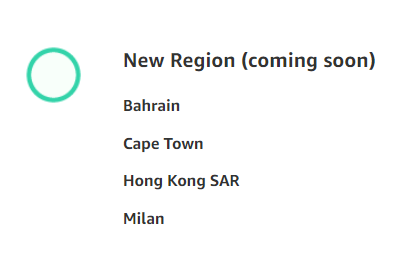 New Region (coming soon)
Bahrain
Cape Town
Hong Kong SAR
Milan